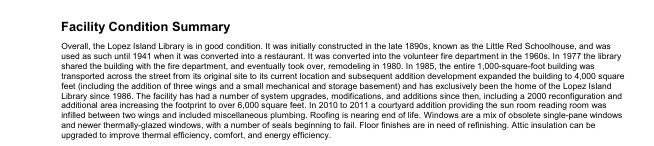 Facility Condition Summary
Overall, the Lopez Island Library is in good condition. It was initially constructed in the late 1890s, known as the Little Red Schoolhouse, and was
used as such until 1941 when it was converted into a restaurant. It was converted into the volunteer fire department in the 1960s. In 1977 the library
shared the building with the fire department, and eventually took over, remodeling in 1980. In 1985, the entire 1,000-square-foot building was
transported across the street from its original site to its current location and subsequent addition development expanded the building to 4,000 square
feet (including the addition of three wings and a small mechanical and storage basement) and has exclusively been the home of the Lopez Island
Library since 1986. The facility has had a number of system upgrades, modifications, and additions since then, including a 2000 reconfiguration and
additional area increasing the footprint to over 6,000 square feet. In 2010 to 2011 a courtyard addition providing the sun room reading room was
infilled between two wings and included miscellaneous plumbing. Roofing is nearing end of life. Windows are a mix of obsolete single-pane windows
and newer thermally-glazed windows, with a number of seals beginning to fail. Floor finishes are in need of refinishing. Attic insulation can be
upgraded to improve thermal efficiency, comfort, and energy efficiency.